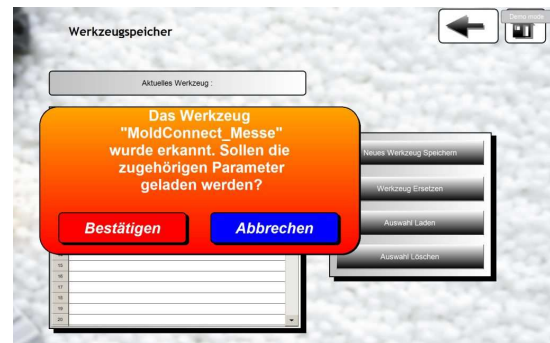 Werkzeugspeicher
Demo mode
Aktuelles Werkzeug :
Das Werkzeug
"MoldConnect_Messe"
wurde erkannt. Sollen die
zugehörigen Parameter
geladen werden?
Bestätigen
Abbrechen
Neues Werkzeug Speichern
Werkzeug Ersetzen
Auswahl Laden
Auswahl Löschen
15
16
17
18
19
20